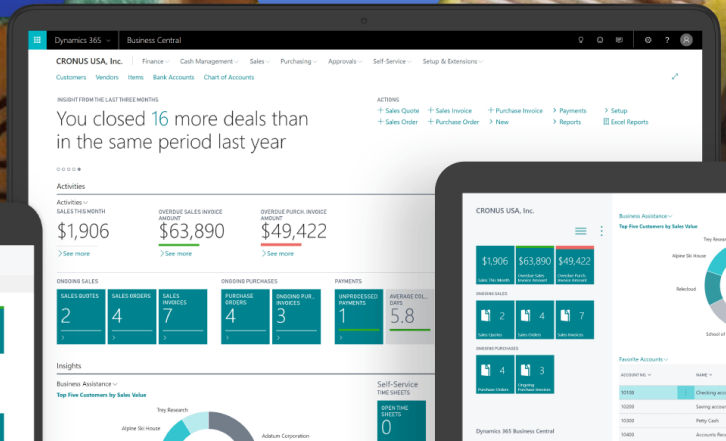 Dynamics 365
Business Central
?
CRONUS USA, Inc.
Finance
Cash Management
Sales
Purchasing
Approvals
Self-Service
Setup & Extensions
Customers
Vendors
Items
Bank Accounts
Chart of Accounts
INSIGHT FROM THE LAST THREE MONTHS
You closed 16 more deals than
in the same period last year
ACTIONS
+ Sales Quote
+ Sales Invoice
+ Purchase Invoice
> Payments
> Setup
+ Sales Order
+ Purchase Order
> New
> Reports
Excel Reports
Activities
Activities
SALES THIS MONTH
$1,906
> See more
OVERDUE SALES INVOICE
AMOUNT
$63,890
> See more
OVERDUE PURCH. INVOICE
AMOUNT
$49,422
> See more
ONGOING SALES
SALES QUOTES
2
SALES ORDERS
4
SALES
INVOICES
7
ONGOING PURCHASES
PURCHASE
ORDERS
4
ONGOING PUR...
INVOICES
3
PAYMENTS
UNPROCESSED
PAYMENTS
1
AVERAGE COL...
DAYS
5.8
Insights
Business Assistance
Top Five Customers by Sales Value
Trey Research
Alpine Ski House
Adatum Corporation
Self-Service
TIME SHEETS
OPEN TIME
SHEETS
0
CRONUS USA, Inc.
$1,906
Sales This Month
$63,890
Overdue Sales
Invoice Amount
$49,422
Overdue Purch.
Invoice Amount
ONGOING SALES
2
Sales Quotes
4
Sales Orders
7
Sales Invoices
ONGOING PURCHASES
4
Purchase Orders
3
Ongoing
Purchase Invoices
Dynamics 365 Business Central
Business Assistance
Top Five Customers by Sales Value
Trey Resear
Alpine Ski House
Relecloud
School of
Favorite Accounts
ACCOUNT NO.
NAME
10100
Checking acco
10200
Saving accoun
10300
Petty Cash
10400
Accounts Rece